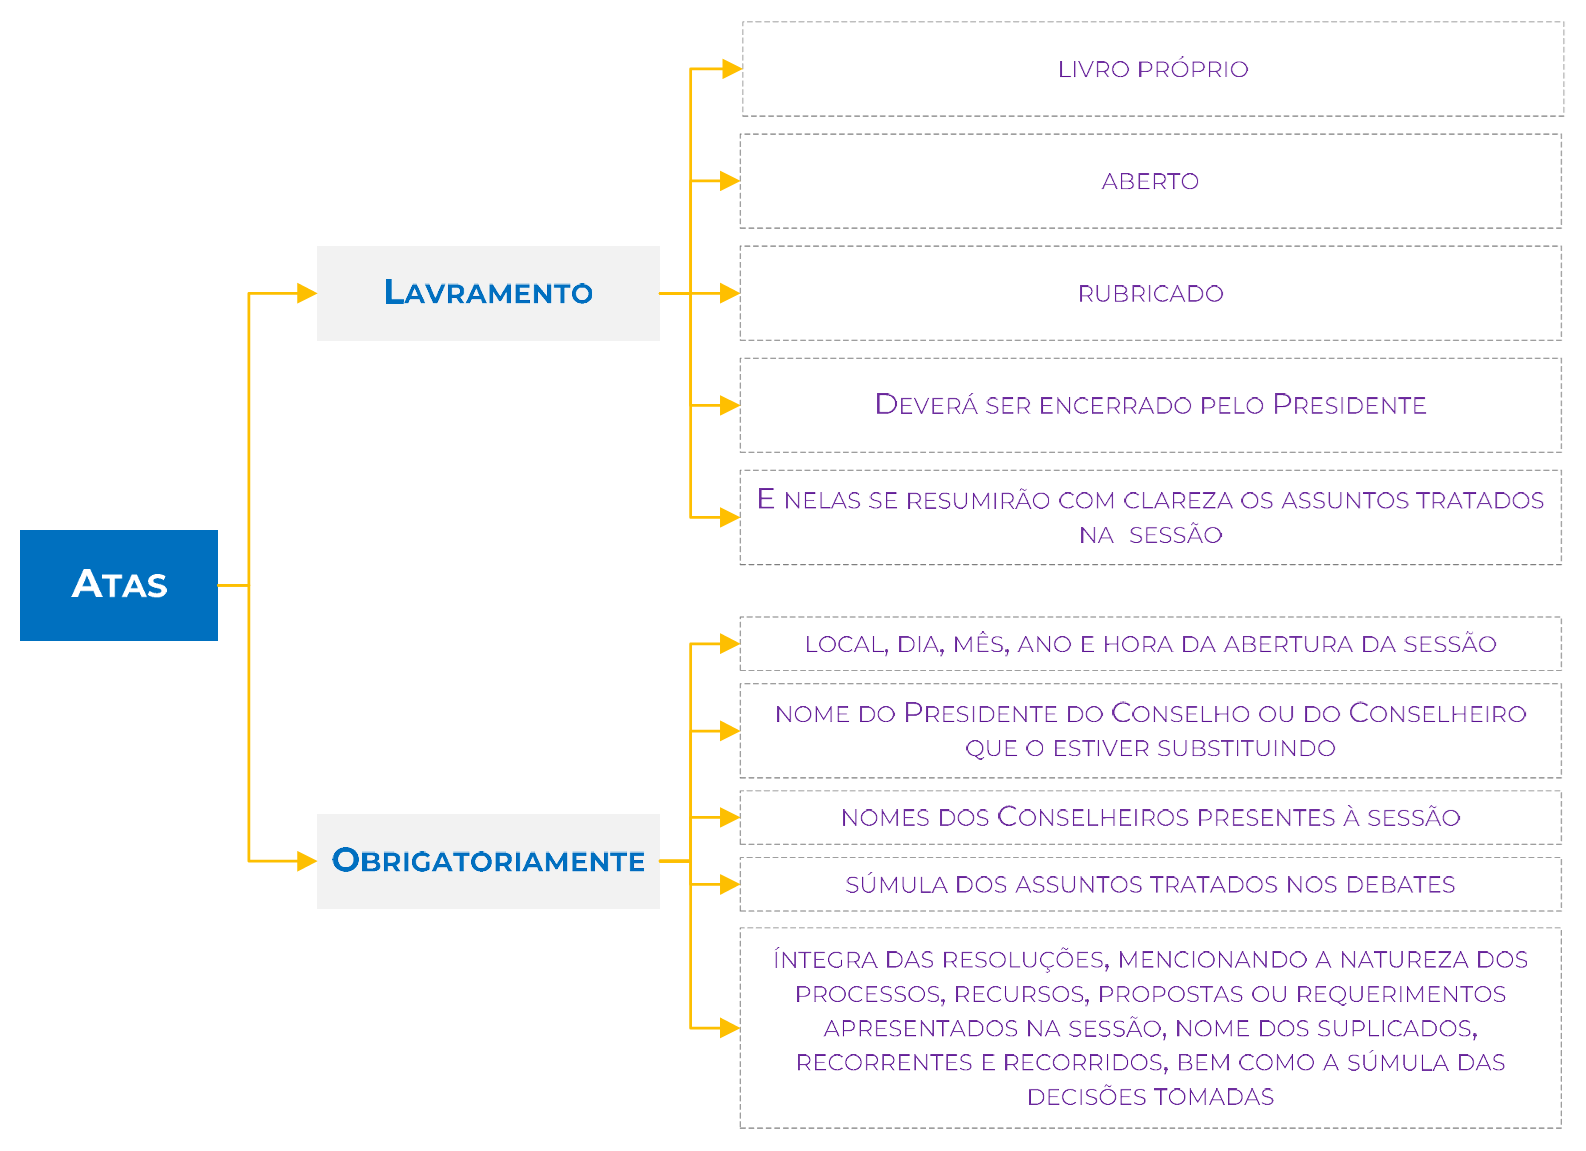 LIVRO PRÓPRIO
ABERTO
LAVRAMENTO
RUBRICADO
DEVERÁ SER ENCERRADO PELO PRESIDENTE
E NELAS SE RESUMIRÃO COM CLAREZA OS ASSUNTOS TRATADOS
NA SESSÃO
ATAS
LOCAL, DIA, MÊS, ANO E HORA DA ABERTURA DA SESSÃO
NOME DO PRESIDENTE DO CONSELHO OU DO CONSELHEIRO
QUE O ESTIVER SUBSTITUINDO
NOMES DOS CONSELHEIROS PRESENTES À SESSÃO
OBRIGATORIAMENTE
SÚMULA DOS ASSUNTOS TRATADOS NOS DEBATES
ÍNTEGRA DAS RESOLUÇÕES, MENCIONANDO A NATUREZA DOS
PROCESSOS, RECURSOS, PROPOSTAS OU REQUERIMENTOS
APRESENTADOS NA SESSÃO, NOME DOS SUPLICADOS,
RECORRENTES E RECORRIDOS, BEM COMO A SÚMULA DAS
DECISÕES TOMADAS